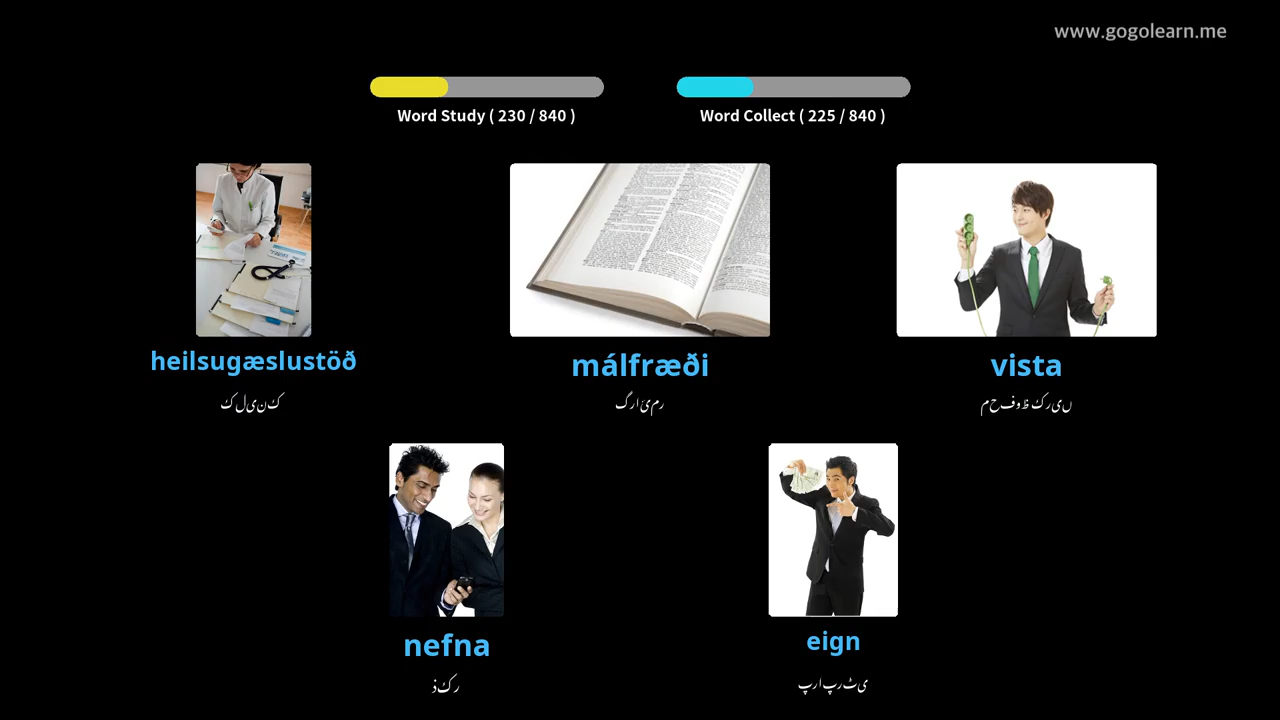 www.gogolearn.me
Word Study ( 230 / 840 )
Word Collect ( 225 / 840 )
heilsugæslustöð
málfræði
vista
کلینک
گرائمر
محفوظ کریں
nefna
eign
ذکر
پراپرٹی